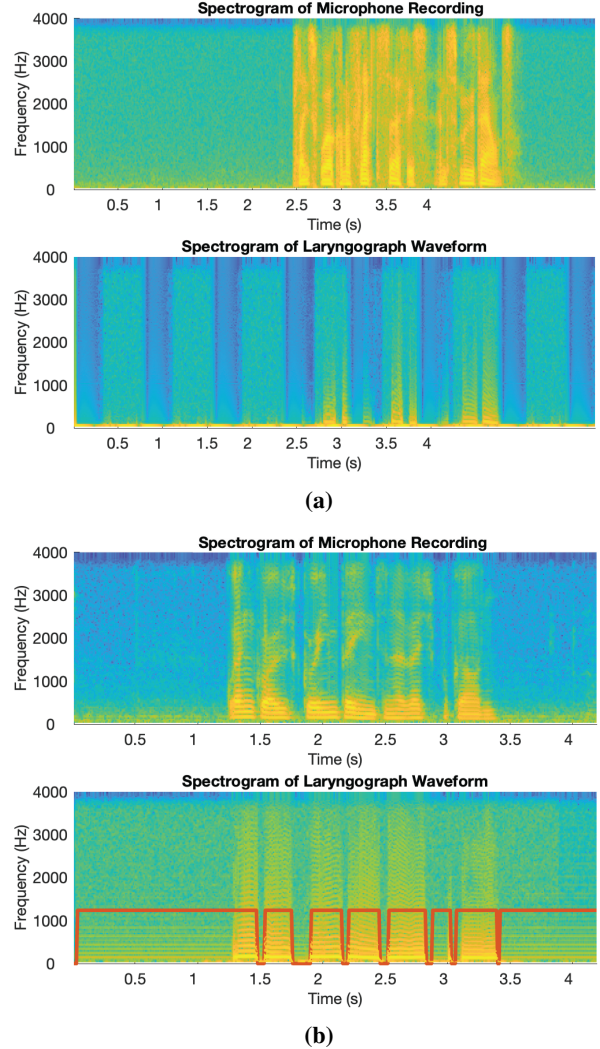 Spectrogram of Microphone Recording
4000
3000
2000
1000
0
Frequency (Hz)
0.5 1 1.5 2 2.5 3 3.5 4
Time (s)
Spectrogram of Laryngograph Waveform
4000
3000
2000
1000
0
Frequency (Hz)
0.5 1 1.5 2 2.5 3 3.5 4
Time (s)
(a)
Spectrogram of Microphone Recording
4000
3000
2000
1000
0
Frequency (Hz)
0.5 1 1.5 2 2.5 3 3.5 4
Time (s)
Spectrogram of Laryngograph Waveform
4000
3000
2000
1000
0
Frequency (Hz)
0.5 1 1.5 2 2.5 3 3.5 4
Time (s)
(b)